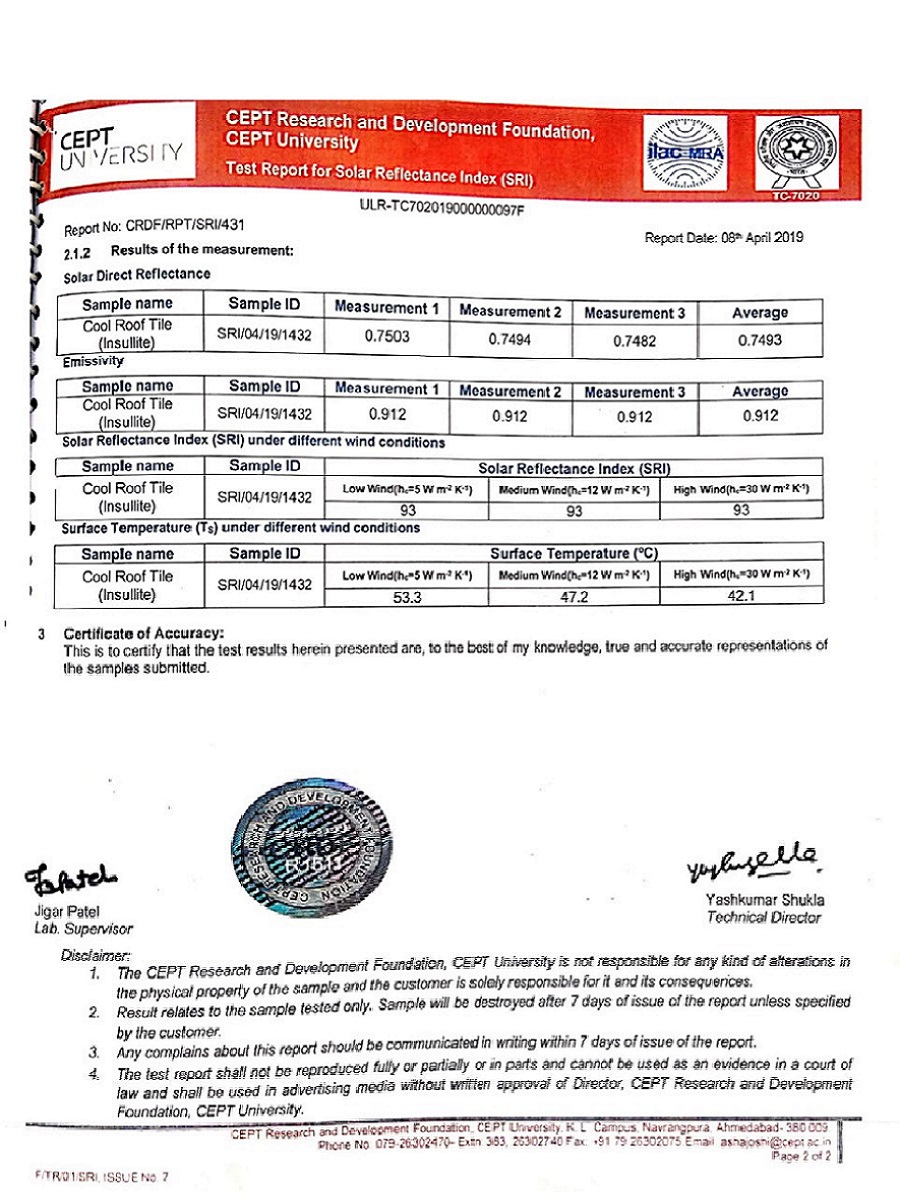 CEPT
UNIVERSITY
CEPT Research and Development Foundation,
CEPT University
Test Report for Solar Reflectance Index (SRI)
ilac-MRA
TC-7020
ULR-TC702019000000097F
Report No: CRDF/RPT/SRI/431
Report Date: 08th April 2019
2.1.2 Results of the measurement:
Solar Direct Reflectance
Sample name Sample ID Measurement 1 Measurement 2 Measurement 3 Average
Cool Roof Tile
(Insullite) SRI/04/19/1432 0.7503 0.7494 0.7482 0.7493
Emissivity
Sample name Sample ID Measurement 1 Measurement 2 Measurement 3 Average
Cool Roof Tile
(Insullite) SRI/04/19/1432 0.912 0.912 0.912 0.912
Solar Reflectance Index (SRI) under different wind conditions
Sample name Sample ID Solar Reflectance Index (SRI)
Cool Roof Tile
(Insullite) SRI/04/19/1432 Low Wind(hc=5 W m-2 K-1) Medium Wind(hc=12 W m-2 K-1) High Wind(hc=30 W m-2 K-1)
93 93 93
Surface Temperature (Ts) under different wind conditions
Sample name Sample ID Surface Temperature (ºC)
Cool Roof Tile
(Insullite) SRI/04/19/1432 Low Wind(hc=5 W m-2 K-1) Medium Wind(hc=12 W m-2 K-1) High Wind(hc=30 W m-2 K-1)
53.3 47.2 42.1
3 Certificate of Accuracy:
This is to certify that the test results herein presented are, to the best of my knowledge, true and accurate representations of
the samples submitted.
CEPT RESEARCH AND DEVELOPMENT FOUNDATION
Jigar Patel
Lab. Supervisor
Yashkumar Shukla
Technical Director
Disclaimer:
1. The CEPT Research and Development Foundation, CEPT University is not responsible for any kind of alterations in
the physical property of the sample and the customer is solely responsible for it and its consequences.
2. Result relates to the sample tested only. Sample will be destroyed after 7 days of issue of the report unless specified
by the customer.
3. Any complains about this report should be communicated in writing within 7 days of issue of the report.
4. The test report shall not be reproduced fully or partially or in parts and cannot be used as an evidence in a court of
law and shall be used in advertising media without written approval of Director, CEPT Research and Development
Foundation, CEPT University.
CEPT Research and Development Foundation, CEPT University, K. L. Campus, Navrangpura, Ahmedabad- 380 009
Phone No. 079-26302470- Extn 383, 26302740 Fax: +91 79 26302075 Email ashajoshi@cept.ac.in
Page 2 of 2
F/TR/01/SRI, ISSUE No. 7